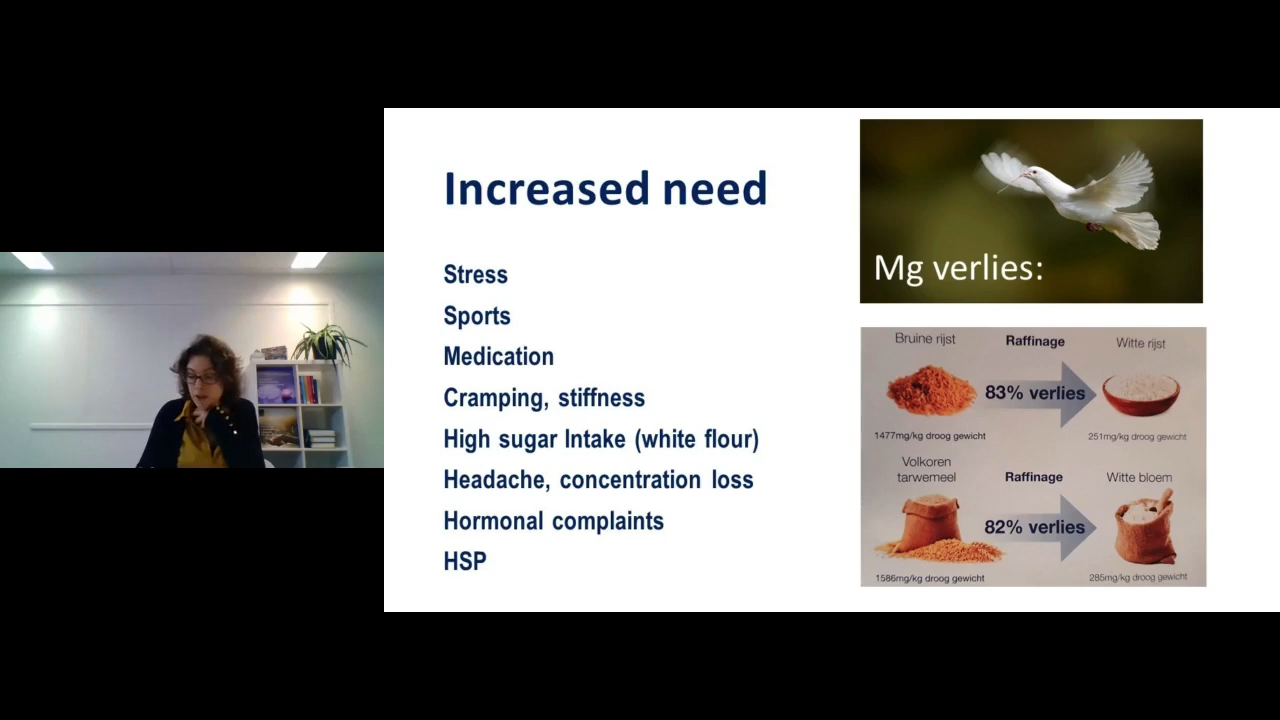 Increased need
Stress
Sports
Medication
Cramping, stiffness
High sugar Intake (white flour)
Headache, concentration loss
Hormonal complaints
HSP
Mg verlies:
Bruine rijst
Raffinage
Witte rijst
83% verlies
1477mg/kg droog gewicht
251mg/kg droog gewicht
Volkoren
tarwemeel
Raffinage
Witte bloem
82% verlies
1586mg/kg droog gewicht
285mg/kg droog gewicht